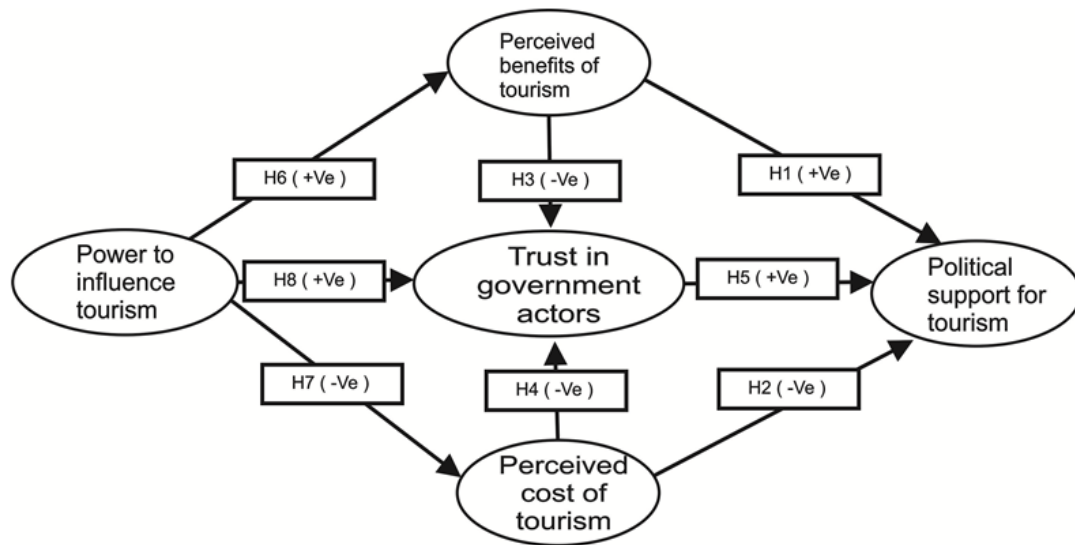 Perceived
benefits of
tourism
H6 ( +Ve )
H3 ( -Ve )
H1 ( +Ve )
Power to
influence
tourism
H8 ( +Ve )
Trust in
government
actors
H5 ( +Ve )
Political
support for
tourism
H7 ( -Ve )
H4 ( -Ve )
H2 ( -Ve )
Perceived
cost of
tourism